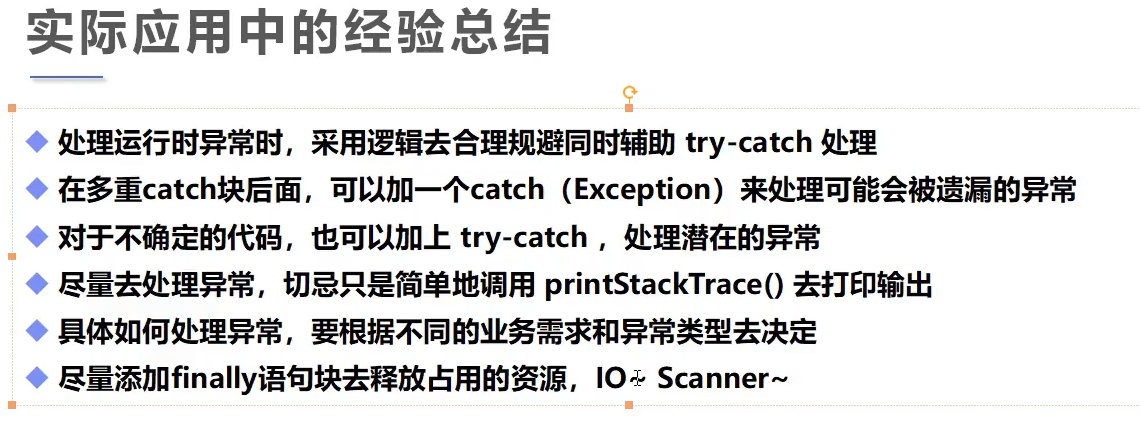 实际应用中的经验总结
处理运行时异常时，采用逻辑去合理规避同时辅助 try-catch 处理
在多重catch块后面，可以加一个catch（Exception）来处理可能会被遗漏的异常
对于不确定的代码，也可以加上 try-catch ，处理潜在的异常
尽量去处理异常，切忌只是简单地调用 printStackTrace() 去打印输出
具体如何处理异常，要根据不同的业务需求和异常类型去决定
尽量添加finally语句块去释放占用的资源，IO~ Scanner~